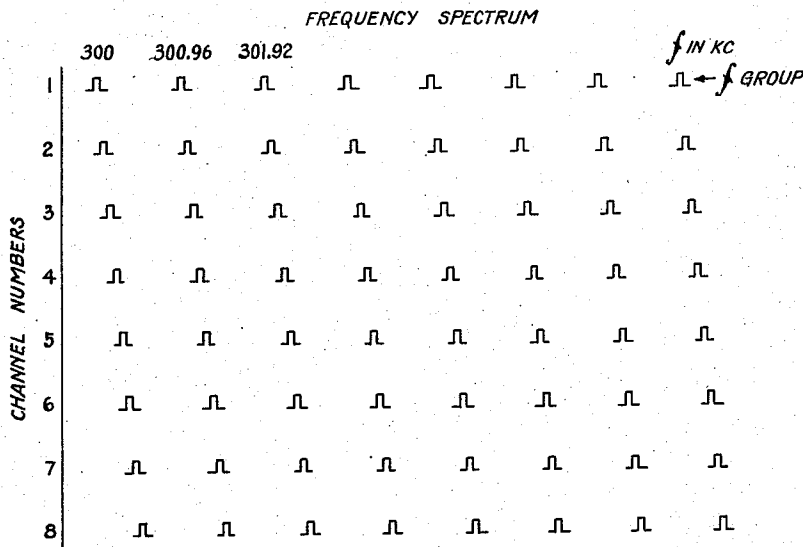 FREQUENCY SPECTRUM
300 300.96 301.92 f IN KC
1 f GROUP
2
3
4
5
6
7
8
CHANNEL NUMBERS